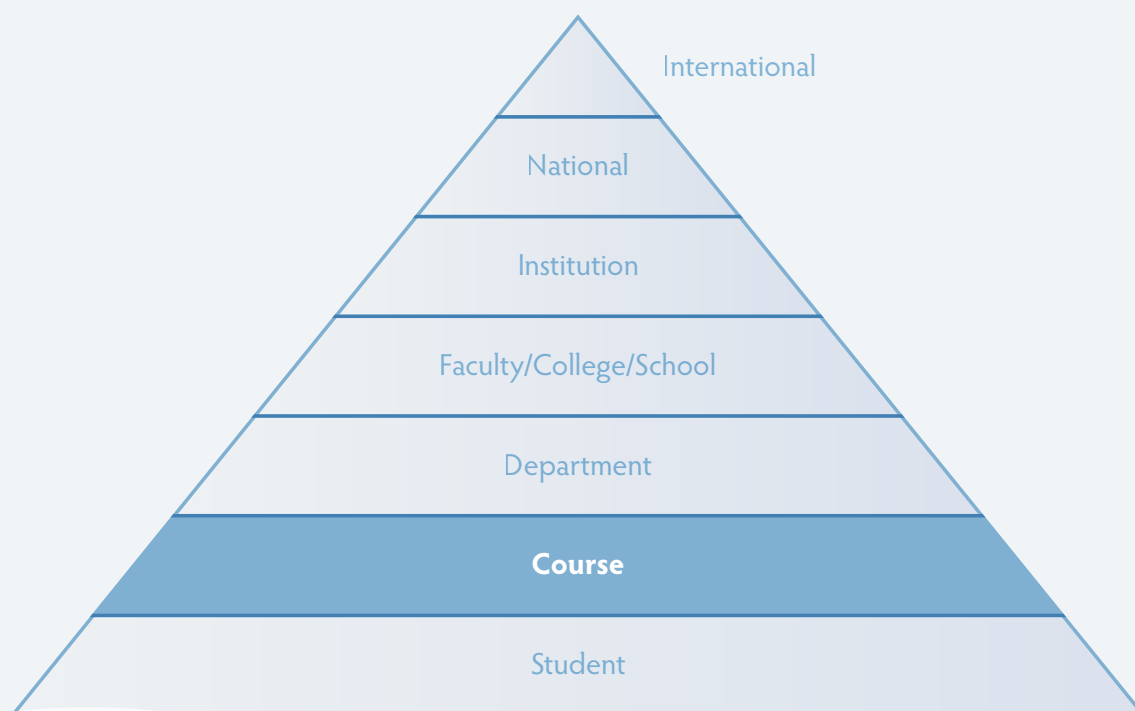 International
National
Institution
Faculty/College/School
Department
Course
Student